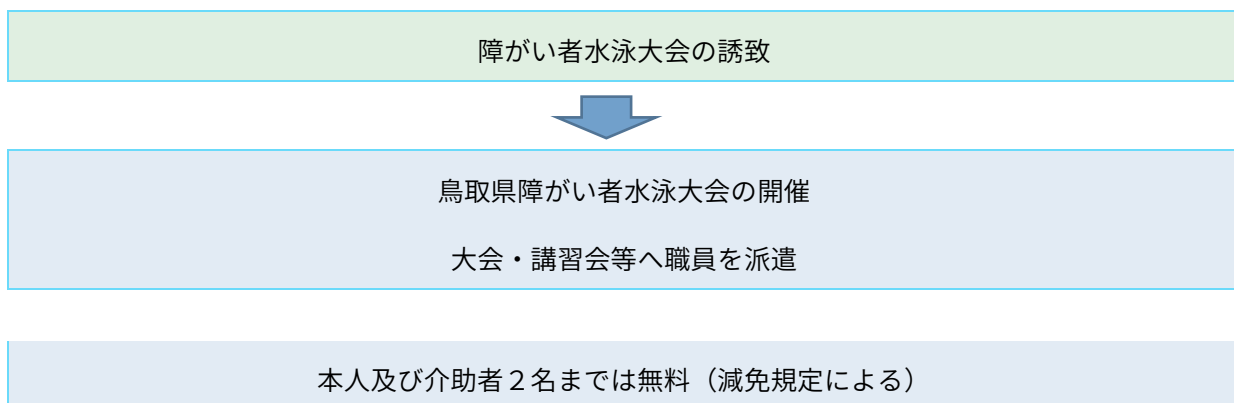 障がい者水泳大会の誘致
鳥取県障がい者水泳大会の開催
大会・講習会等へ職員を派遣
本人及び介助者２名までは無料（減免規定による）